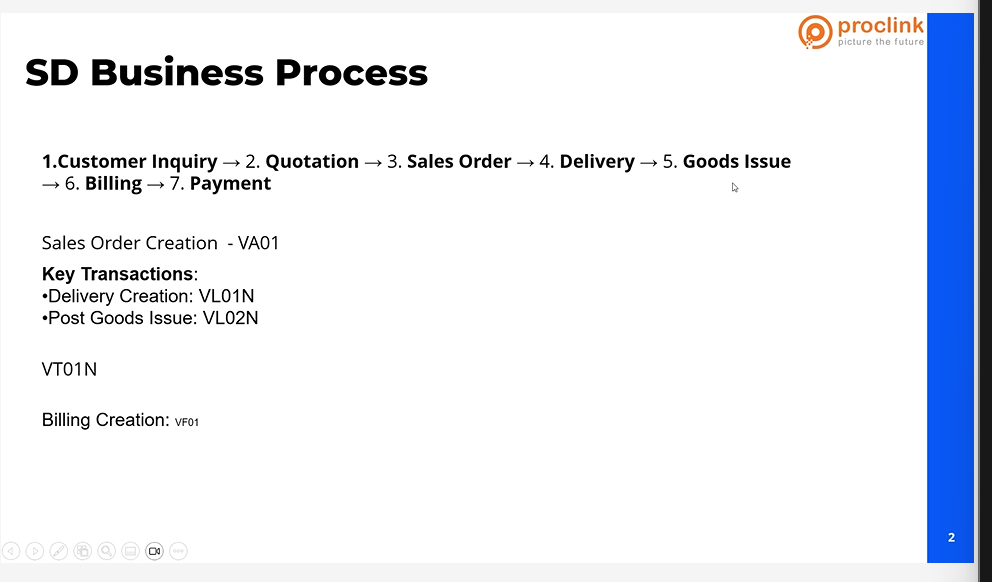 proclink
picture the future
SD Business Process
1.Customer Inquiry → 2. Quotation → 3. Sales Order → 4. Delivery → 5. Goods Issue
→ 6. Billing → 7. Payment
Sales Order Creation - VA01
Key Transactions:
•Delivery Creation: VL01N
•Post Goods Issue: VL02N
VT01N
Billing Creation: VF01
2